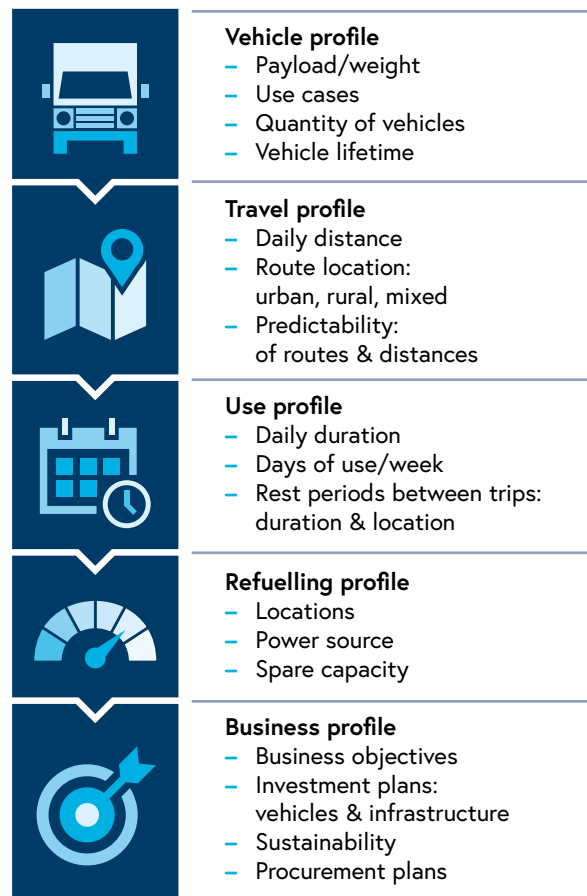 Vehicle profile
– Payload/weight
– Use cases
– Quantity of vehicles
– Vehicle lifetime
Travel profile
– Daily distance
– Route location:
urban, rural, mixed
– Predictability:
of routes & distances
Use profile
– Daily duration
– Days of use/week
– Rest periods between trips:
duration & location
Refuelling profile
– Locations
– Power source
– Spare capacity
Business profile
– Business objectives
– Investment plans:
vehicles & infrastructure
– Sustainability
– Procurement plans